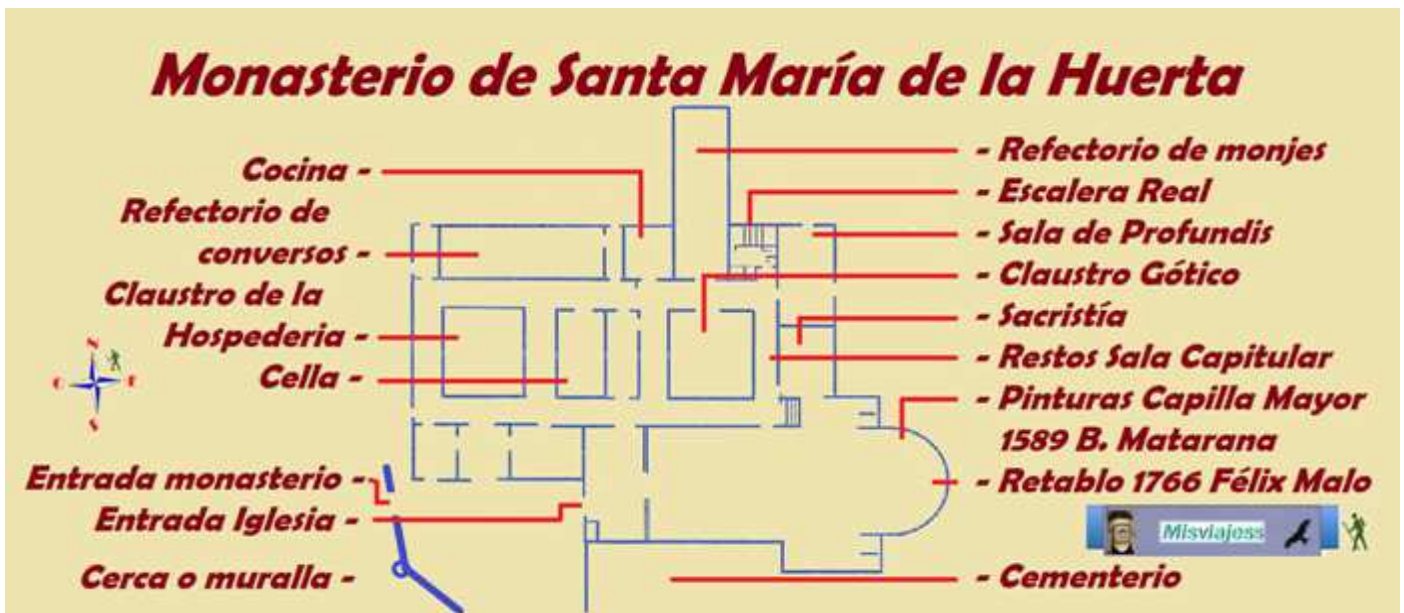 Monasterio de Santa María de la Huerta
Cocina -
Refectorio de
conversos -
Claustro de la
Hospederia -
Cella -
N
O
E
S
Entrada monasterio -
Entrada Iglesia -
Cerca o muralla -
- Refectorio de monjes
- Escalera Real
- Sala de Profundis
- Claustro Gótico
- Sacristía
- Restos Sala Capitular
- Pinturas Capilla Mayor
1589 B. Matarana
- Retablo 1766 Félix Malo
Misviajess
- Cementerio